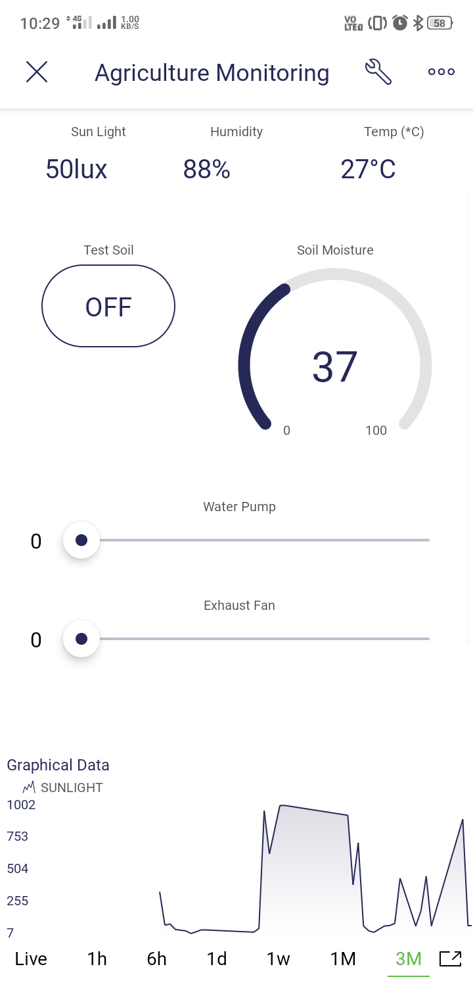 10:29 4G 1.00 KB/S VO LTE 58
Agriculture Monitoring
Sun Light Humidity Temp (*C)
50lux 88% 27°C
Test Soil Soil Moisture
OFF
37
0 100
Water Pump
0
Exhaust Fan
0
Graphical Data
SUNLIGHT
1002
753
504
255
7
Live 1h 6h 1d 1w 1M 3M